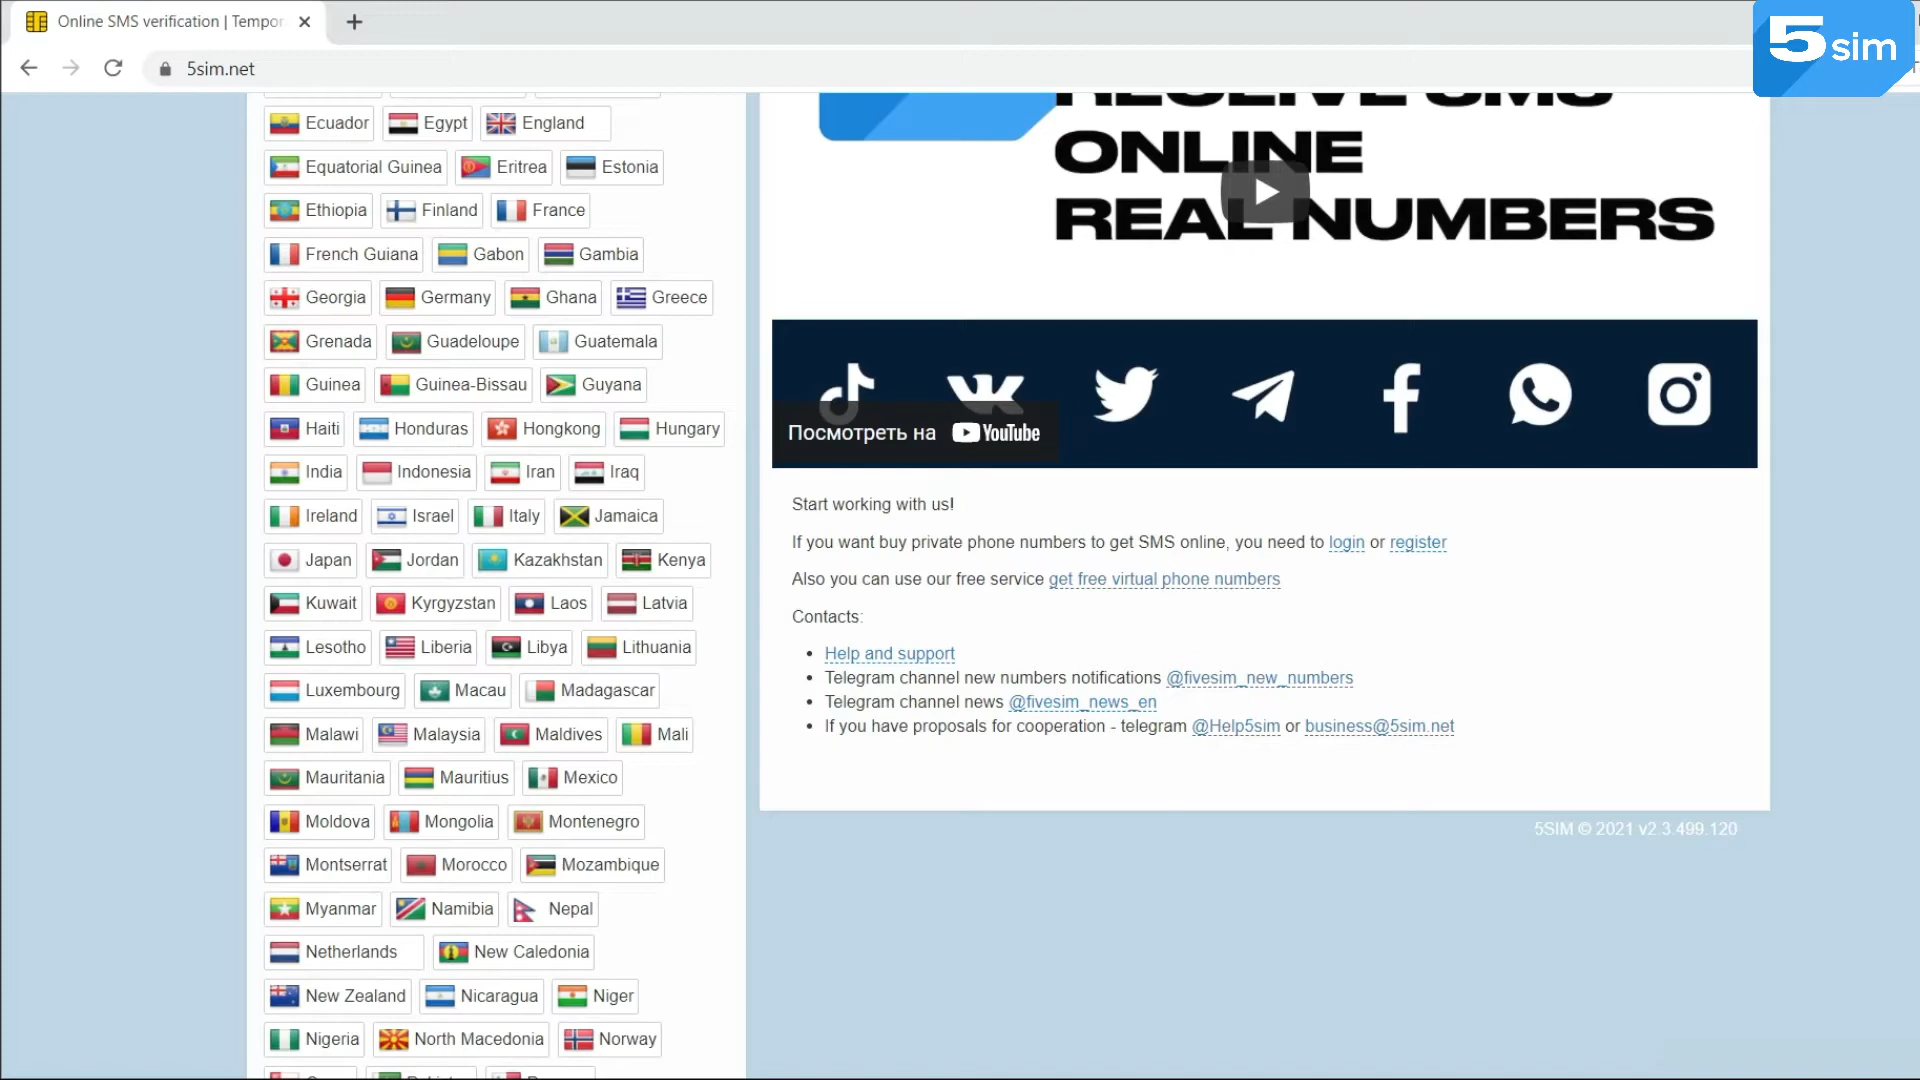 Online SMS verification | Tempor
5sim.net
5sim
Ecuador Egypt England
Equatorial Guinea Eritrea Estonia
Ethiopia Finland France
French Guiana Gabon Gambia
Georgia Germany Ghana Greece
Grenada Guadeloupe Guatemala
Guinea Guinea-Bissau Guyana
Haiti Honduras Hongkong Hungary
India Indonesia Iran Iraq
Ireland Israel Italy Jamaica
Japan Jordan Kazakhstan Kenya
Kuwait Kyrgyzstan Laos Latvia
Lesotho Liberia Libya Lithuania
Luxembourg Macau Madagascar
Malawi Malaysia Maldives Mali
Mauritania Mauritius Mexico
Moldova Mongolia Montenegro
Montserrat Morocco Mozambique
Myanmar Namibia Nepal
Netherlands New Caledonia
New Zealand Nicaragua Niger
Nigeria North Macedonia Norway
RECEIVE SMS
ONLINE
REAL NUMBERS
Посмотреть на YouTube
Start working with us!
If you want buy private phone numbers to get SMS online, you need to login or register
Also you can use our free service get free virtual phone numbers
Contacts:
Help and support
Telegram channel new numbers notifications @fivesim_new_numbers
Telegram channel news @fivesim_news_en
If you have proposals for cooperation - telegram @Help5sim or business@5sim.net
5SIM © 2021 v2.3.499.120